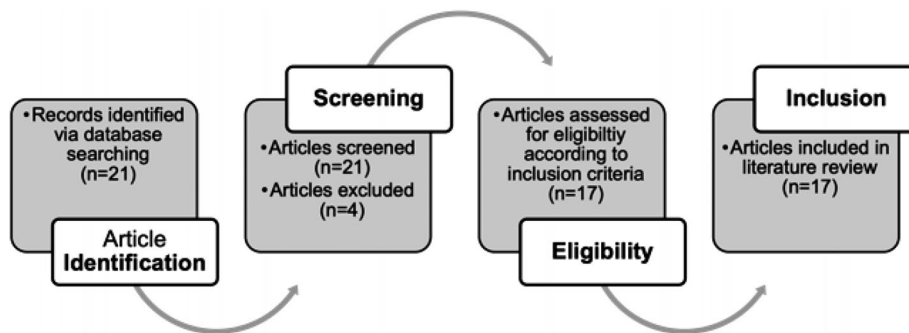 •Records identified
via database
searching
(n=21)
Article
Identification
Screening
•Articles screened
(n=21)
•Articles excluded
(n=4)
•Articles assessed
for eligibiltiy
according to
inclusion criteria
(n=17)
Eligibility
Inclusion
•Articles included in
literature review
(n=17)